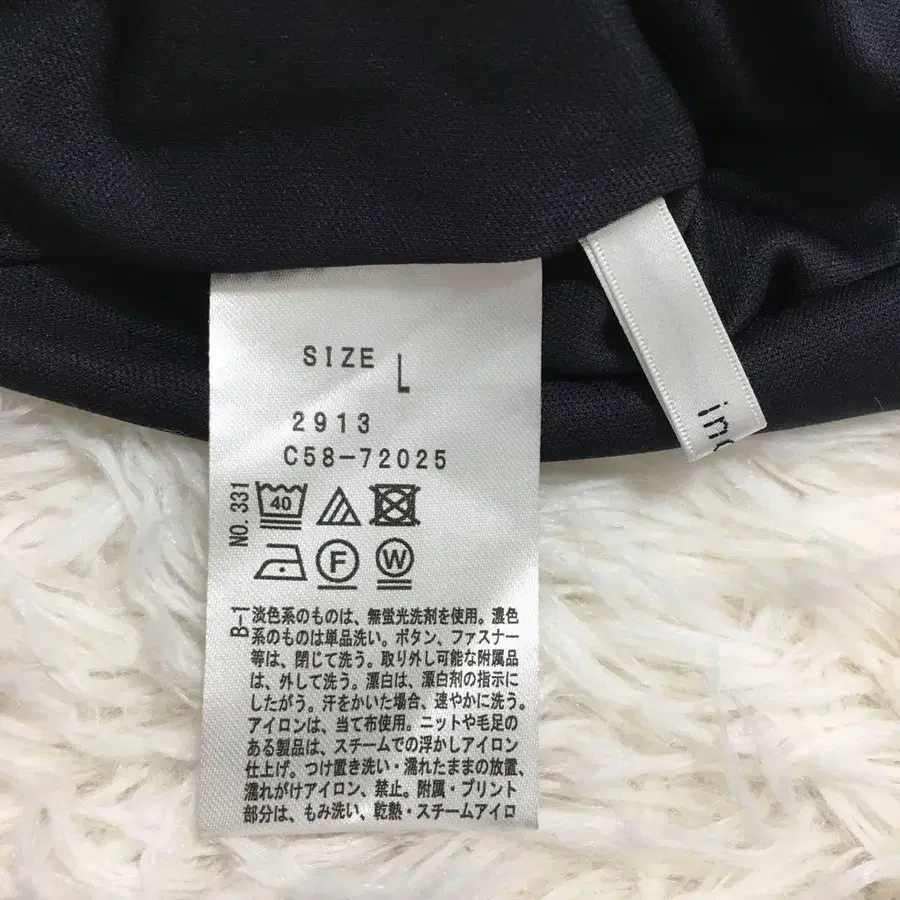 SIZE L
2913
C58-72025
NO. 331
40
F W
B-1
淡色系のものは、無蛍光洗剤を使用。濃色
系のものは単品洗い。ボタン、ファスナー
等は、閉じて洗う。取り外し可能な附属品
は、外して洗う。漂白は、漂白剤の指示に
したがう。汗をかいた場合、速やかに洗う。
アイロンは、当て布使用。ニットや毛足の
ある製品は、スチームでの浮かしアイロン
仕上げ。つけ置き洗い・濡れたままの放置、
濡れがけアイロン、禁止。附属・プリント
部分は、もみ洗い、乾熱・スチームアイロ